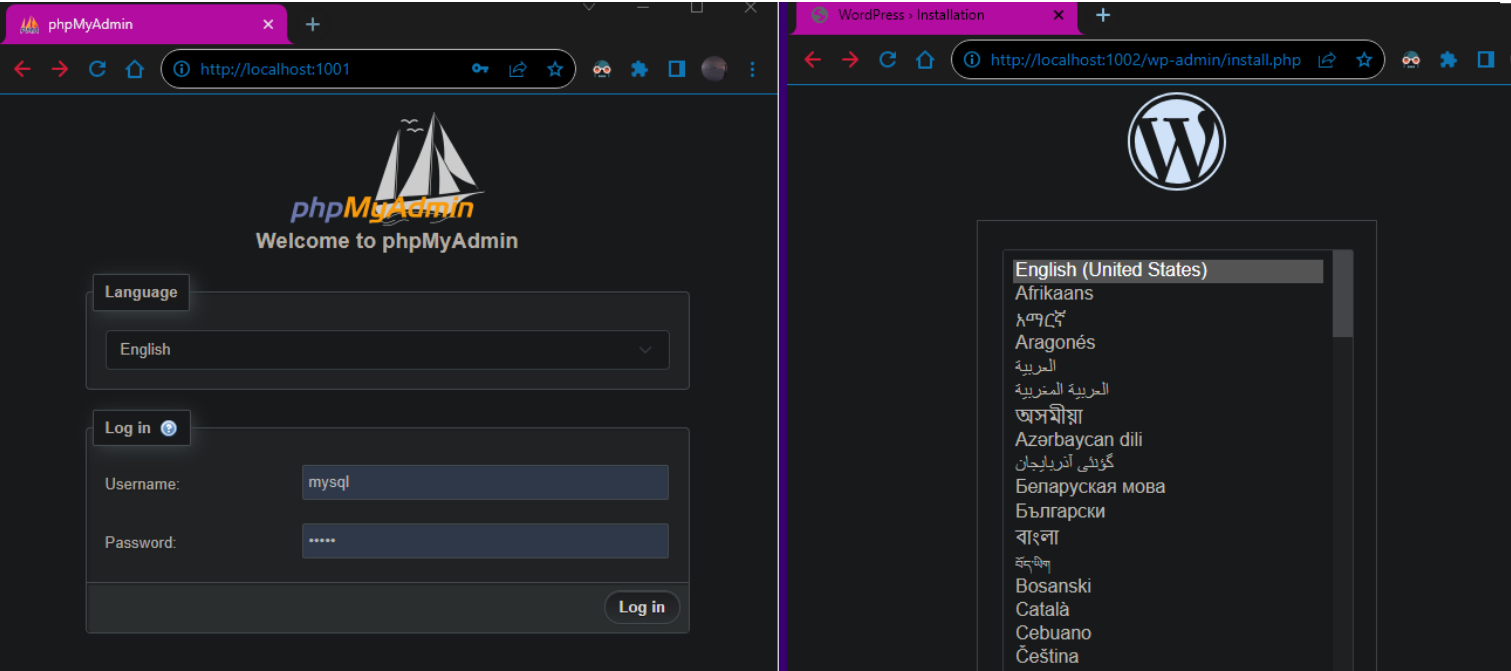 phpMyAdmin
http://localhost:1001
phpMyAdmin
Welcome to phpMyAdmin
Language
English
Log in
Username:
mysql
Password:
•••••
Log in
WordPress › Installation
http://localhost:1002/wp-admin/install.php
English (United States)
Afrikaans
አማርኛ
Aragonés
العربية
العربية المغربية
অসমীয়া
Azərbaycan dili
گؤنئی آذربایجان
Беларуская мова
Български
বাংলা
བོད་ཡིག
Bosanski
Català
Cebuano
Čeština